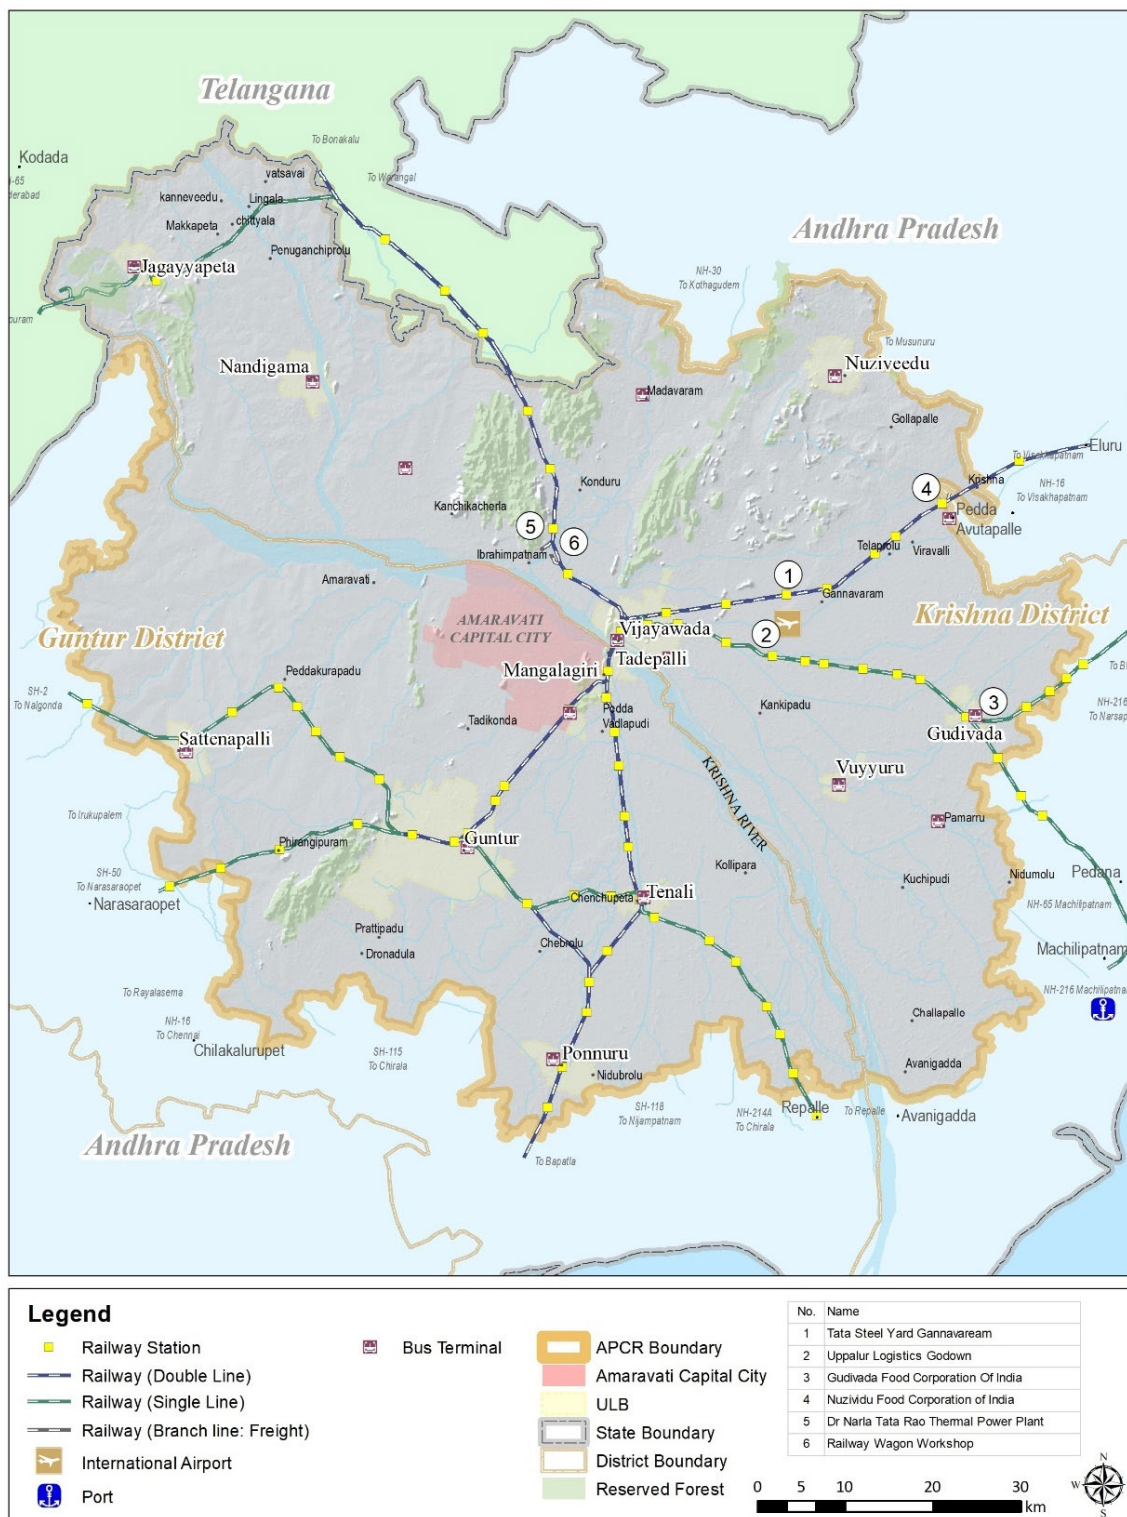 Telangana
To Bonakalu
Kodada
vatsavai
To Warangal
kanneveedu
Lingala
Makkapeta
chittyala
Andhra Pradesh
Penuganchiprolu
Jagayyapeta
NH-30
To Kothagudem
To Musunuru
Nandigama
Nuziveedu
Madavaram
Gollapalle
Eluru
To Visakhapatnam
Konduru
Krishna
NH-16
To Visakhapatnam
4
Kanchikacherla
Pedda
Avutapalle
5
6
Ibrahimpatnam
Telaprolu
Viravalli
Amaravati
1
Gannavaram
AMARAVATI
CAPITAL CITY
Krishna District
Guntur District
Vijayawada
2
Tadepalli
Mangalagiri
Peddakurapadu
SH-2
To Nalgonda
NH-216
Pedda
Vadlapudi
Kankipadu
3
Tadikonda
Gudivada
Sattenapalli
KRISHNA RIVER
Vuyyuru
To Irukupalem
Pamarru
Guntur
Phirangipuram
Kollipara
Pedana
SH-50
To Narasaraopet
Kuchipudi
Nidumolu
Narasaraopet
Chenchupeta
Tenali
NH-65 Machilipatnam
Prattipadu
Dronadula
Chebrolu
Machilipatnam
To Rayalasema
NH-216 Machilipatnam
NH-16
To Chennai
Challapallo
Chilakalurupet
SH-115
To Chirala
Ponnuru
Avanigadda
Nidubrolu
SH-118
To Nijampatnam
NH-214A
To Chirala
Repalle
To Repalle
Avanigadda
Andhra Pradesh
To Bapatla
Legend
Railway Station
Railway (Double Line)
Railway (Single Line)
Railway (Branch line: Freight)
International Airport
Port
Bus Terminal
APCR Boundary
Amaravati Capital City
ULB
State Boundary
District Boundary
Reserved Forest
No. Name
1 Tata Steel Yard Gannavaream
2 Uppalur Logistics Godown
3 Gudivada Food Corporation Of India
4 Nuzividu Food Corporation of India
5 Dr Narla Tata Rao Thermal Power Plant
6 Railway Wagon Workshop
0 5 10 20 30
km
N
W E
S